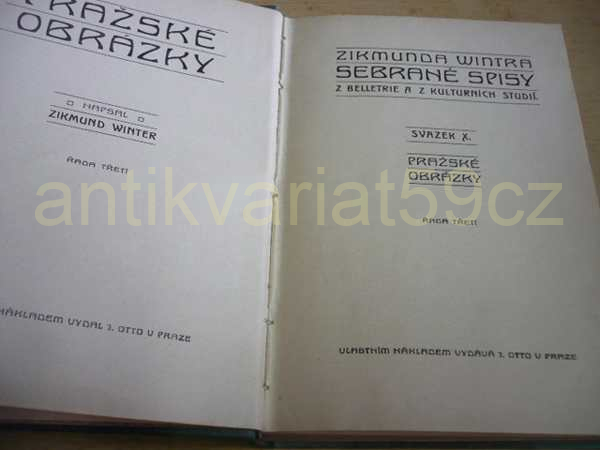 PRAŽSKÉ
OBRÁZKY
NAPSAL
ZIKMUND WINTER
ŘADA TŘETÍ
NÁKLADEM VYDAL J. OTTO V PRAZE
ZIKMUNDA WINTRA
SEBRANÉ SPISY
Z BELLETRIE A Z KULTURNÍCH STUDIÍ.
SVAZEK X.
PRAŽSKÉ
OBRÁZKY
ŘADA TŘETÍ
VLASTNÍM NÁKLADEM VYDÁVÁ J. OTTO V PRAZE
antikvariat59cz